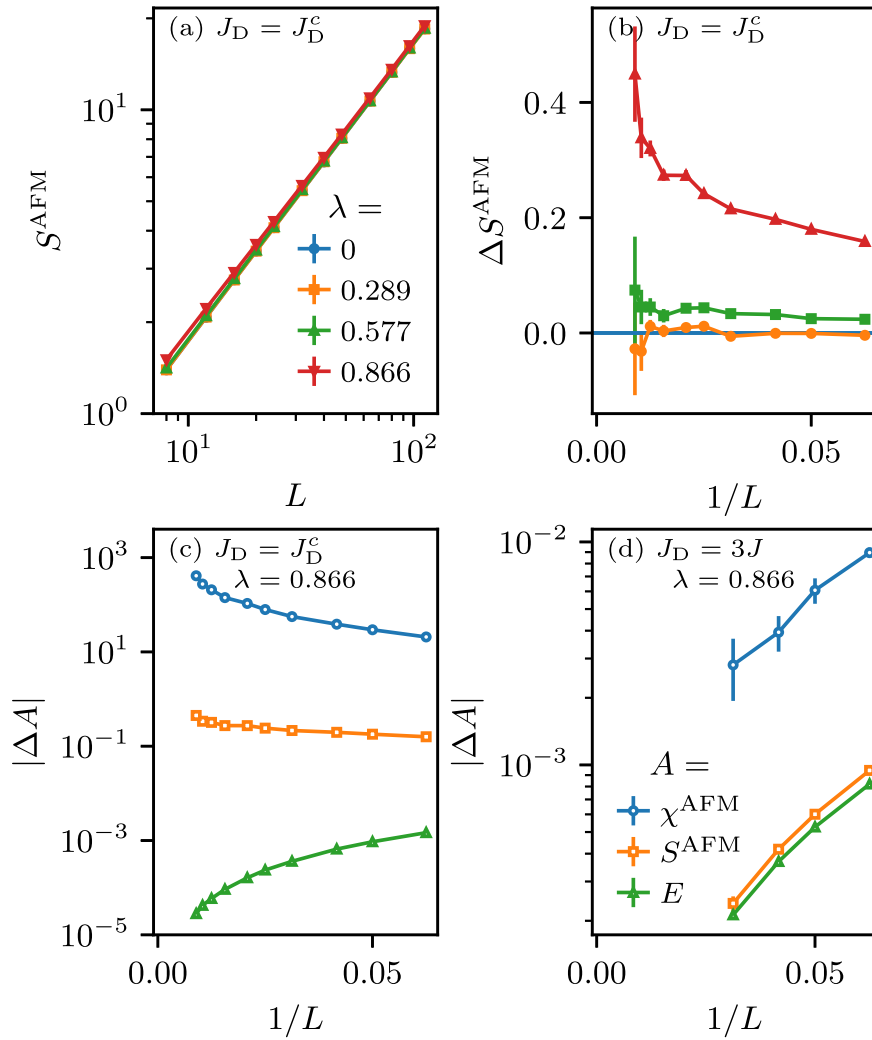 (a) J_D = J_D^c
S^AFM
10^1
10^0
λ =
0
0.289
0.577
0.866
10^1 10^2
L
(b) J_D = J_D^c
ΔS^AFM
0.4
0.2
0.0
0.00 0.05
1/L
(c) J_D = J_D^c
λ = 0.866
|ΔA|
10^3
10^1
10^−1
10^−3
10^−5
0.00 0.05
1/L
(d) J_D = 3J
λ = 0.866
|ΔA|
10^−2
10^−3
A =
χ^AFM
S^AFM
E
0.00 0.05
1/L